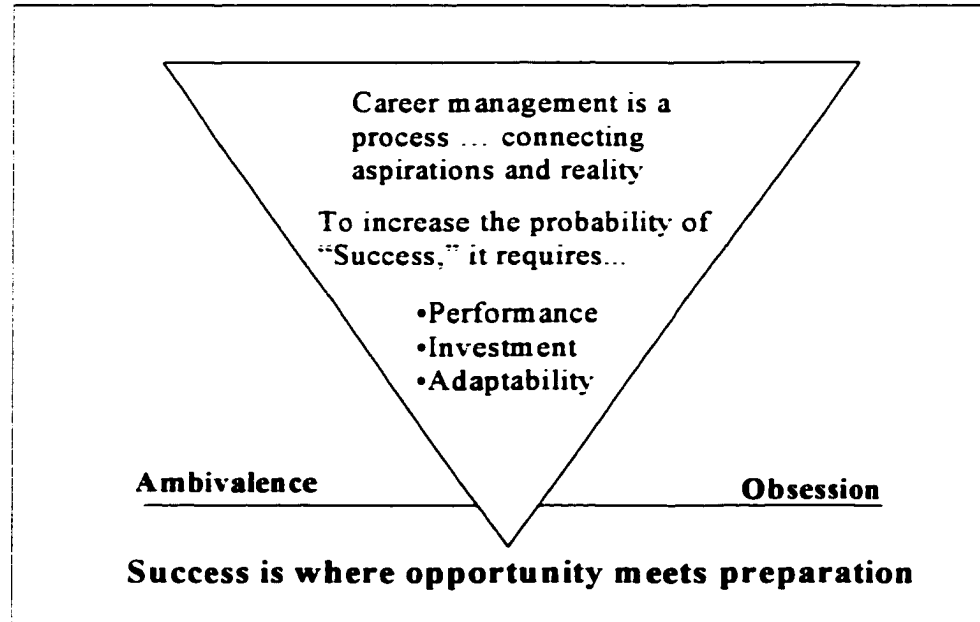 Career management is a
process ... connecting
aspirations and reality
To increase the probability of
"Success," it requires...
•Performance
•Investment
•Adaptability
Ambivalence
Obsession
Success is where opportunity meets preparation